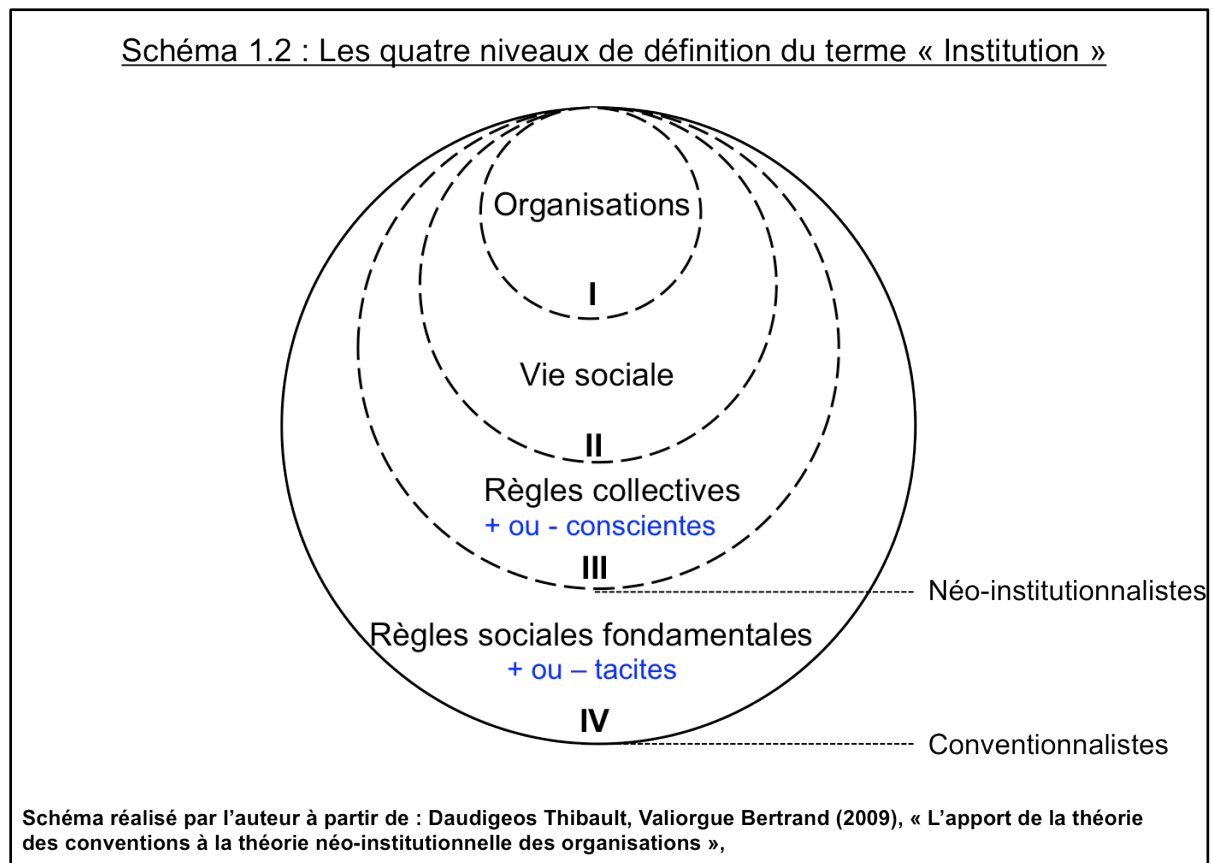 Schéma 1.2 : Les quatre niveaux de définition du terme « Institution »
Organisations
I
Vie sociale
II
Règles collectives
+ ou - conscientes
III
Néo-institutionnalistes
Règles sociales fondamentales
+ ou – tacites
IV
Conventionnalistes
Schéma réalisé par l'auteur à partir de : Daudigeos Thibault, Valiorgue Bertrand (2009), « L'apport de la théorie
des conventions à la théorie néo-institutionnelle des organisations »,